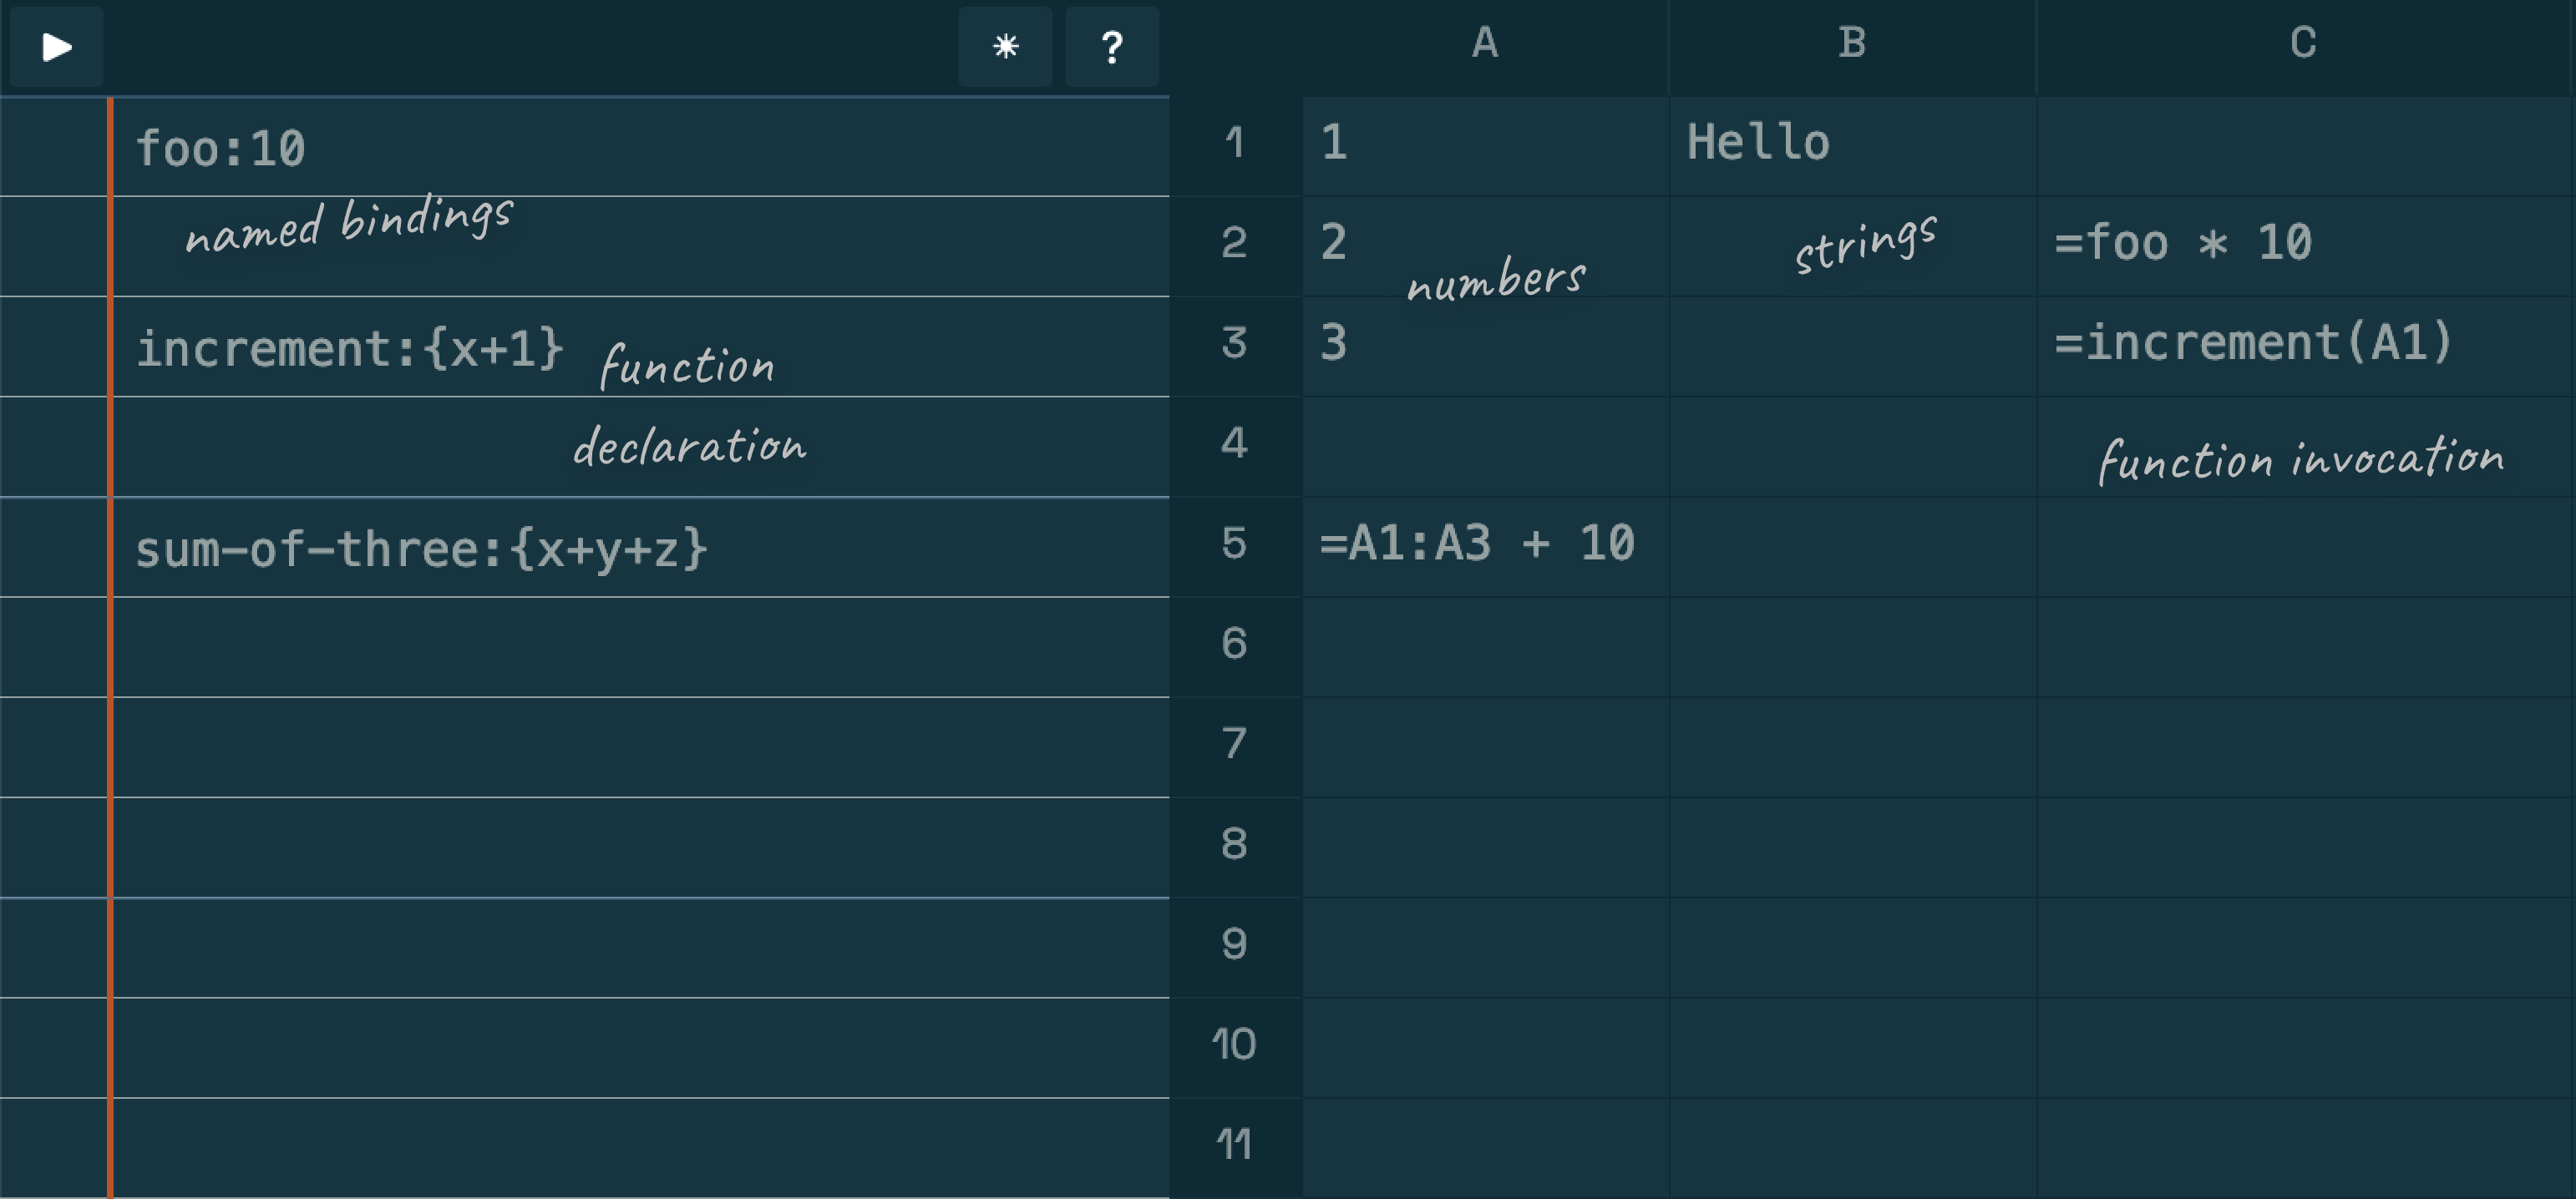 ? A B C
foo:10
1 1 Hello
named bindings
2 2 strings =foo * 10
numbers
increment:{x+1} function
3 3 =increment(A1)
declaration
4 function invocation
sum-of-three:{x+y+z}
5 =A1:A3 + 10
6
7
8
9
10
11